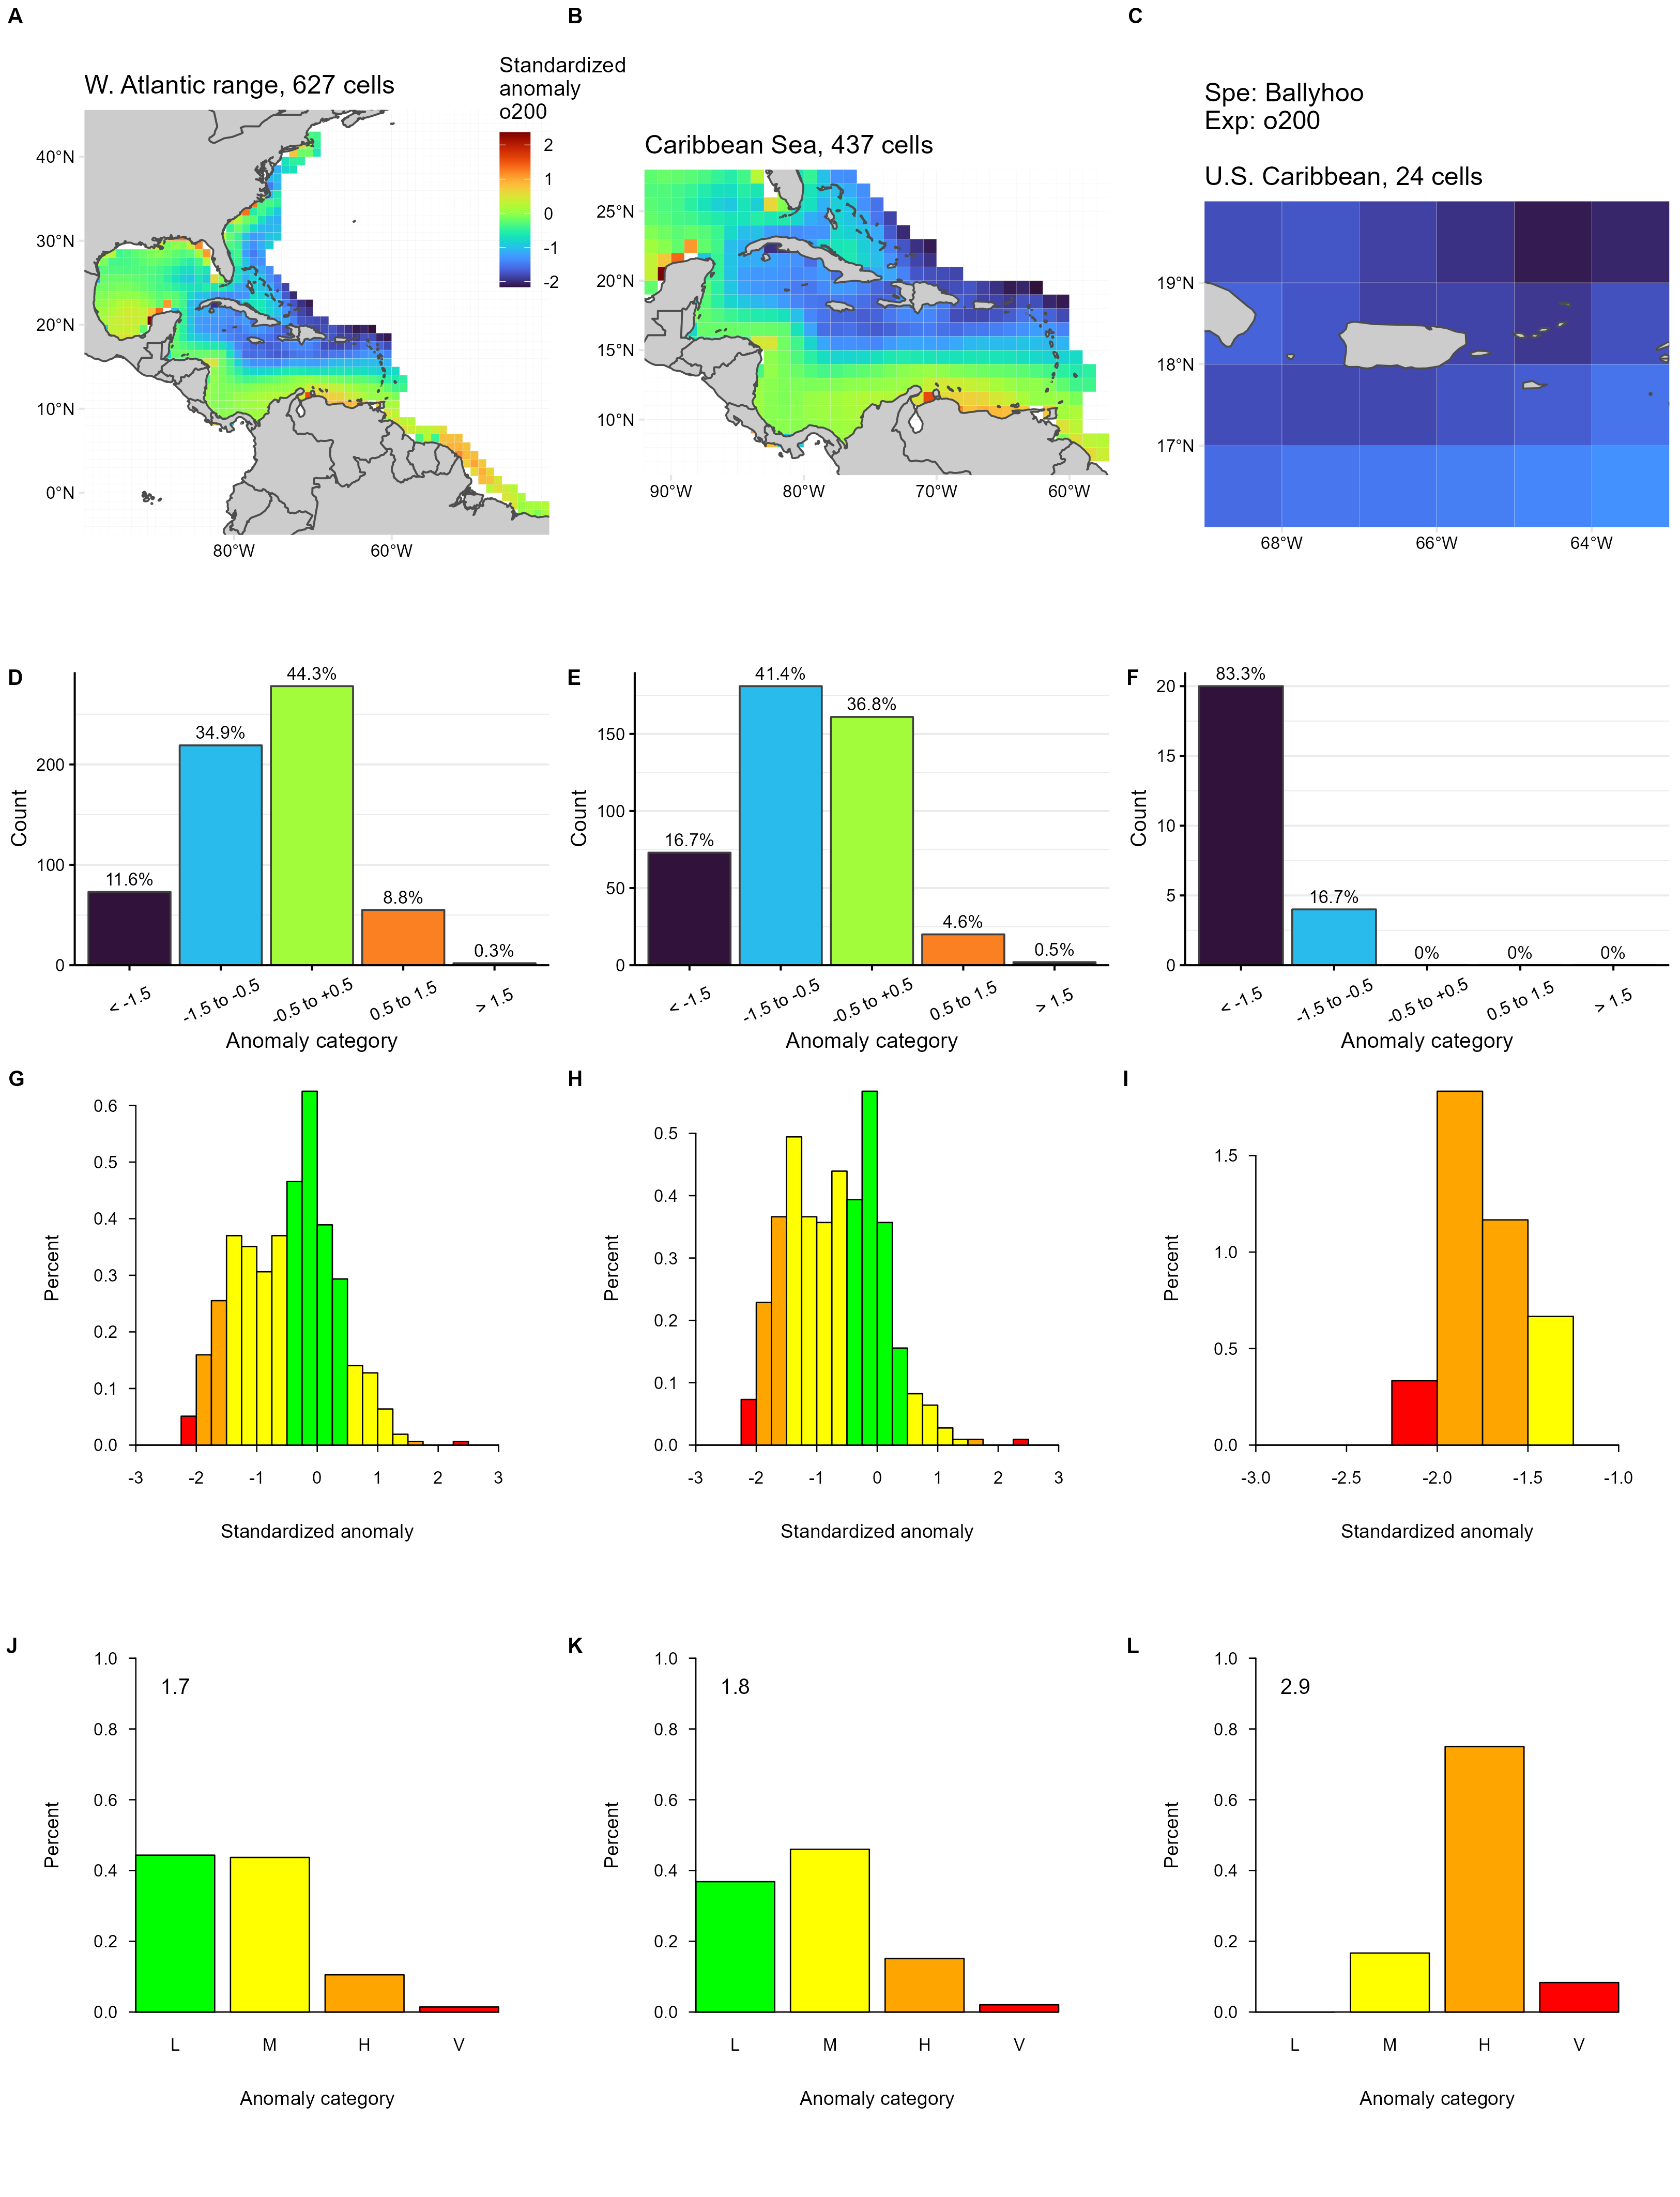 A
B
C
W. Atlantic range, 627 cells
Standardized
anomaly
o200
2
1
0
-1
-2
40°N
30°N
20°N
10°N
0°N
80°W
60°W
Caribbean Sea, 437 cells
25°N
20°N
15°N
10°N
90°W
80°W
70°W
60°W
Spe: Ballyhoo
Exp: o200
U.S. Caribbean, 24 cells
19°N
18°N
17°N
68°W
66°W
64°W
D
Count
200
100
0
11.6%
34.9%
44.3%
8.8%
0.3%
< -1.5
-1.5 to -0.5
-0.5 to +0.5
0.5 to 1.5
> 1.5
Anomaly category
E
Count
150
100
50
0
16.7%
41.4%
36.8%
4.6%
0.5%
< -1.5
-1.5 to -0.5
-0.5 to +0.5
0.5 to 1.5
> 1.5
Anomaly category
F
Count
20
15
10
5
0
83.3%
16.7%
0%
0%
0%
< -1.5
-1.5 to -0.5
-0.5 to +0.5
0.5 to 1.5
> 1.5
Anomaly category
G
Percent
0.6
0.5
0.4
0.3
0.2
0.1
0.0
-3
-2
-1
0
1
2
3
Standardized anomaly
H
Percent
0.5
0.4
0.3
0.2
0.1
0.0
-3
-2
-1
0
1
2
3
Standardized anomaly
I
Percent
1.5
1.0
0.5
0.0
-3.0
-2.5
-2.0
-1.5
-1.0
Standardized anomaly
J
Percent
1.0
0.8
0.6
0.4
0.2
0.0
1.7
L
M
H
V
Anomaly category
K
Percent
1.0
0.8
0.6
0.4
0.2
0.0
1.8
L
M
H
V
Anomaly category
L
Percent
1.0
0.8
0.6
0.4
0.2
0.0
2.9
L
M
H
V
Anomaly category